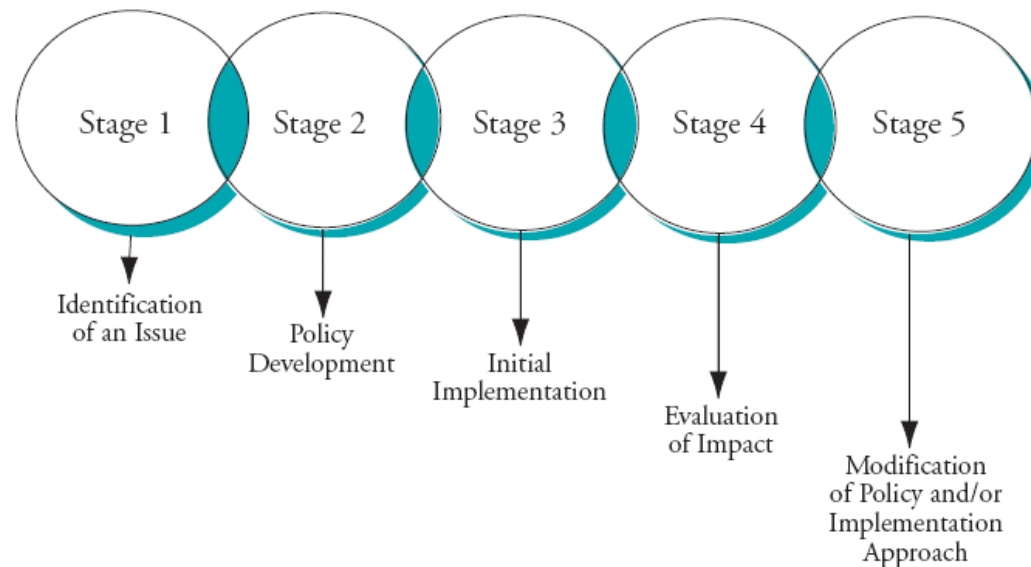 Stage 1
Stage 2
Stage 3
Stage 4
Stage 5
Identification
of an Issue
Policy
Development
Initial
Implementation
Evaluation
of Impact
Modification
of Policy and/or
Implementation
Approach